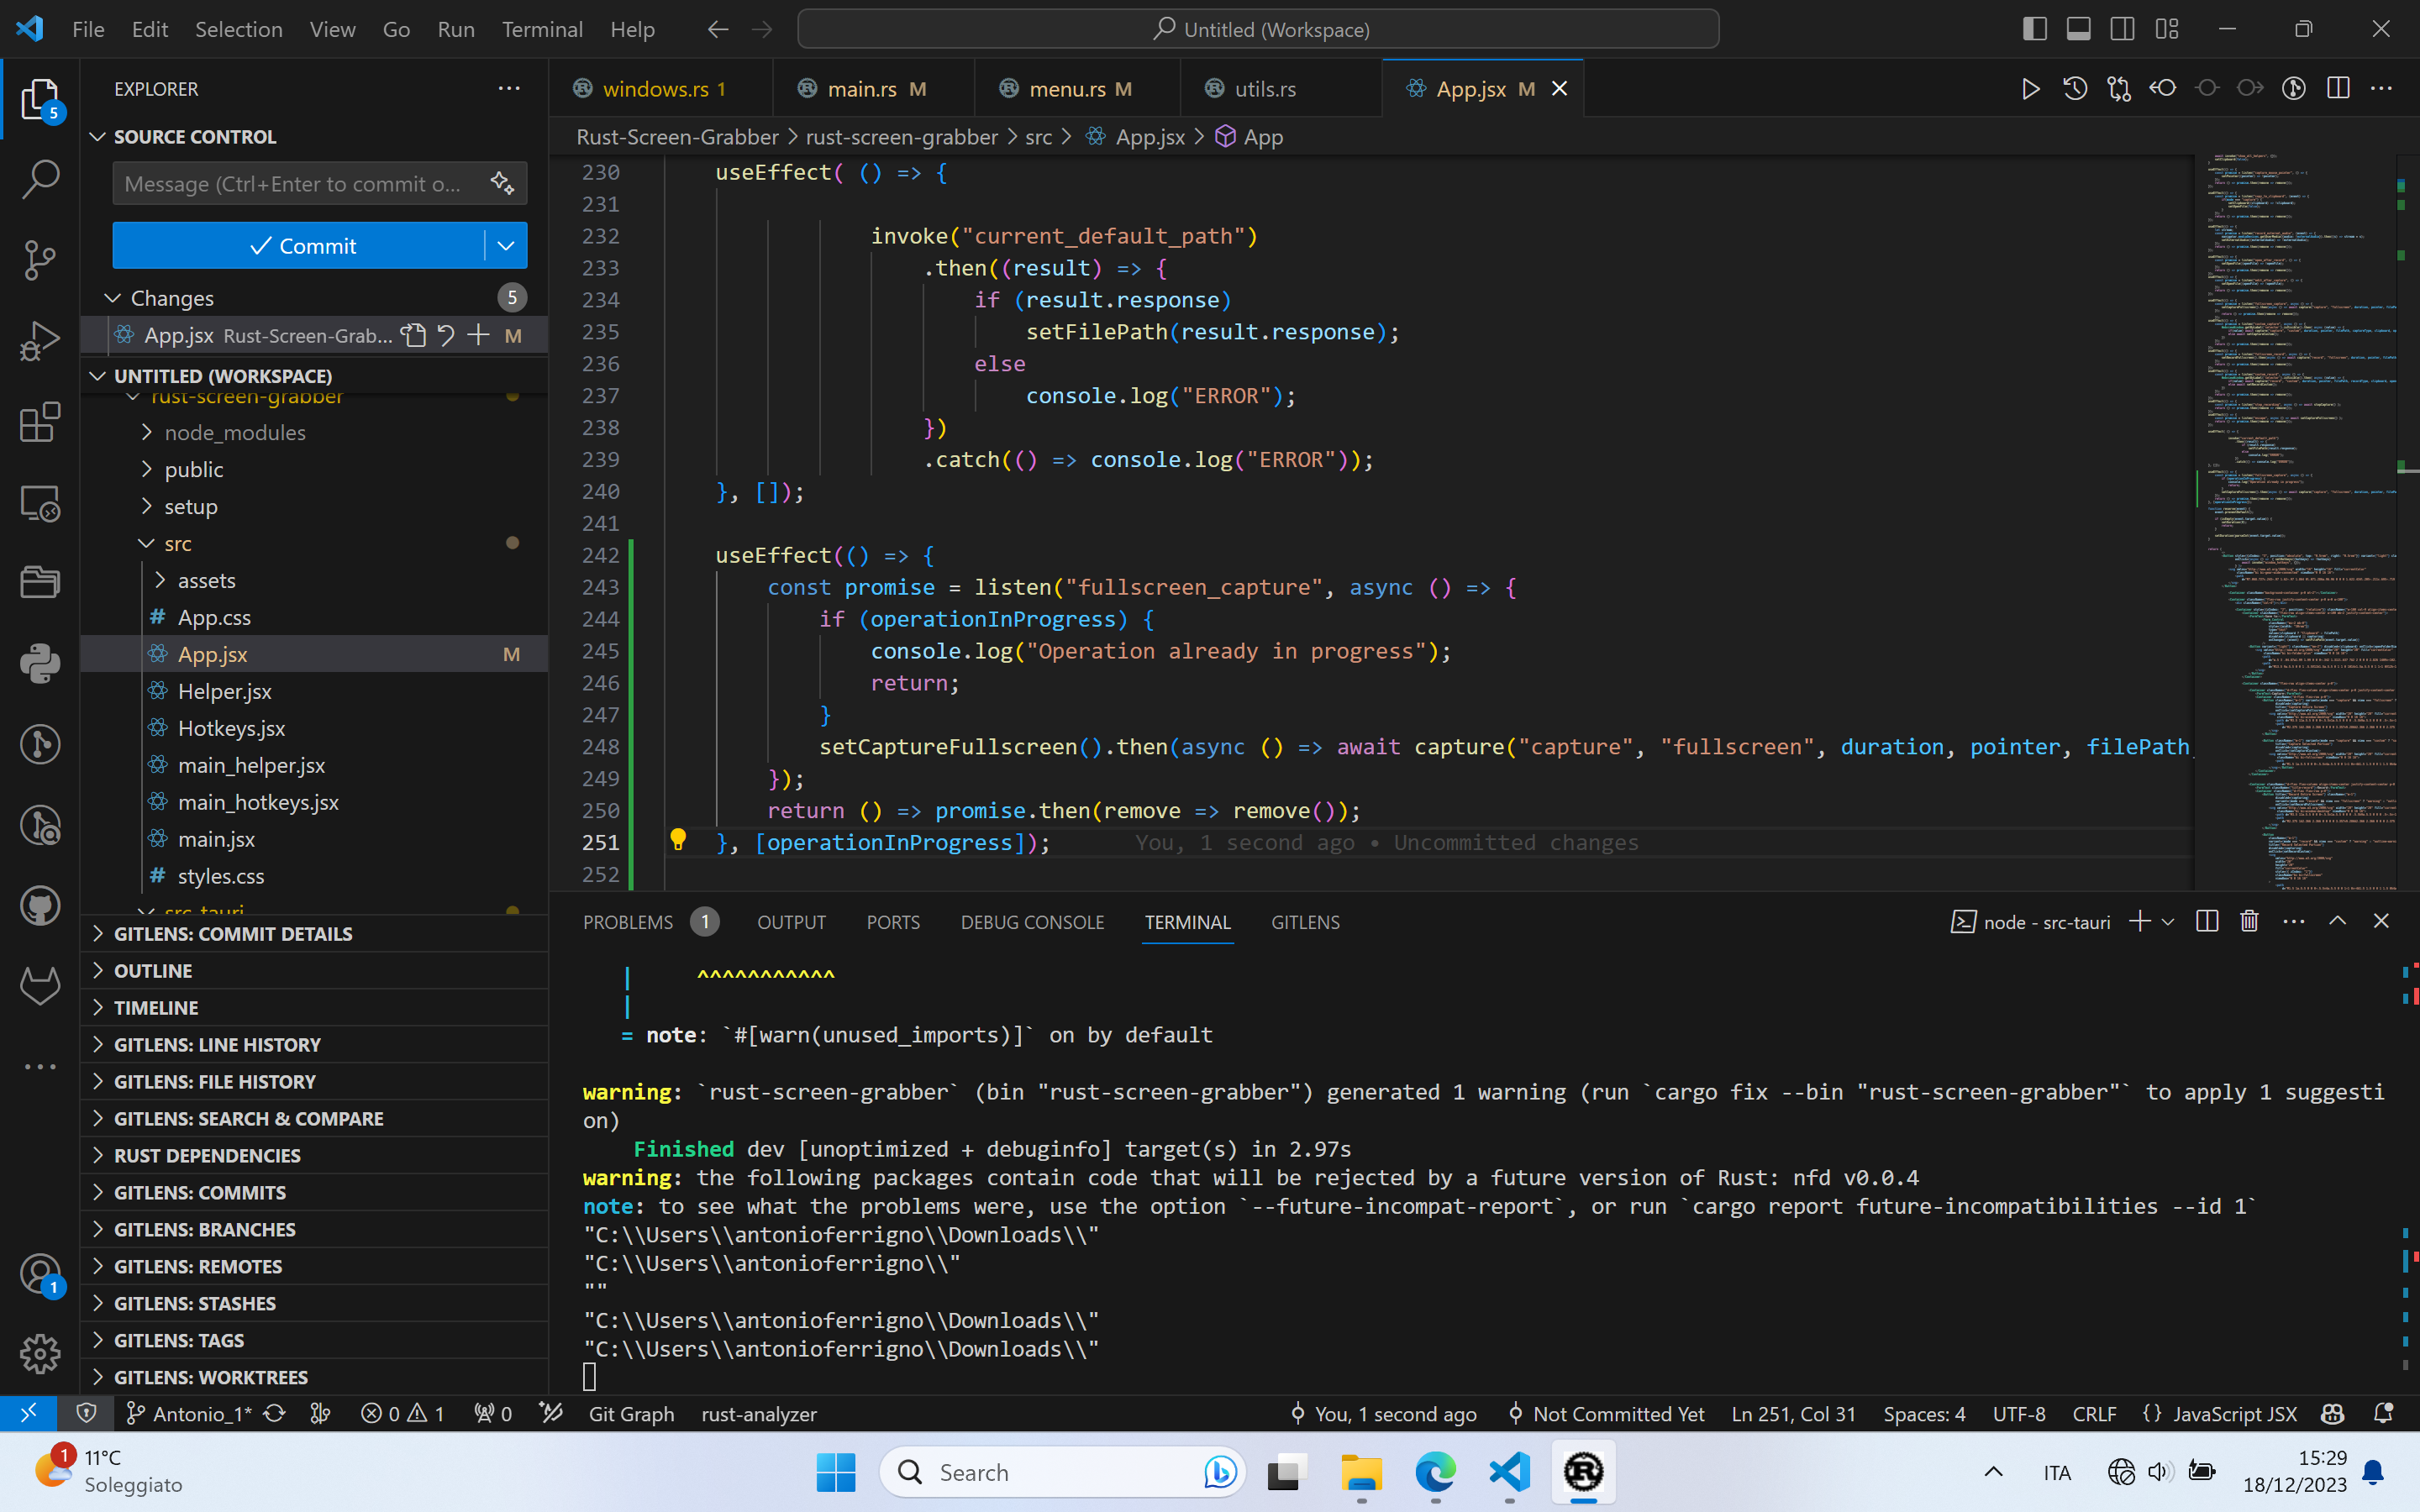 File Edit Selection View Go Run Terminal Help
Untitled (Workspace)
EXPLORER
SOURCE CONTROL
Message (Ctrl+Enter to commit o...
Commit
Changes 5
App.jsx Rust-Screen-Grab... M
UNTITLED (WORKSPACE)
rust-screen-grabber
node_modules
public
setup
src
assets
# App.css
App.jsx M
Helper.jsx
Hotkeys.jsx
main_helper.jsx
main_hotkeys.jsx
main.jsx
# styles.css
src_tauri
GITLENS: COMMIT DETAILS
OUTLINE
TIMELINE
GITLENS: LINE HISTORY
GITLENS: FILE HISTORY
GITLENS: SEARCH & COMPARE
RUST DEPENDENCIES
GITLENS: COMMITS
GITLENS: BRANCHES
GITLENS: REMOTES
GITLENS: STASHES
GITLENS: TAGS
GITLENS: WORKTREES
5
1
windows.rs 1 main.rs M menu.rs M utils.rs App.jsx M
Rust-Screen-Grabber > rust-screen-grabber > src > App.jsx > App
230 useEffect( () => {
231
232 invoke("current_default_path")
233 .then((result) => {
234 if (result.response)
235 setFilePath(result.response);
236 else
237 console.log("ERROR");
238 })
239 .catch(() => console.log("ERROR"));
240 }, []);
241
242 useEffect(() => {
243 const promise = listen("fullscreen_capture", async () => {
244 if (operationInProgress) {
245 console.log("Operation already in progress");
246 return;
247 }
248 setCaptureFullscreen().then(async () => await capture("capture", "fullscreen", duration, pointer, filePath,
249 });
250 return () => promise.then(remove => remove());
251 }, [operationInProgress]); You, 1 second ago • Uncommitted changes
252
PROBLEMS 1 OUTPUT PORTS DEBUG CONSOLE TERMINAL GITLENS
node - src-tauri
| ^^^^^^^^^^^
|
= note: `#[warn(unused_imports)]` on by default
warning: `rust-screen-grabber` (bin "rust-screen-grabber") generated 1 warning (run `cargo fix --bin "rust-screen-grabber"` to apply 1 suggesti
on)
Finished dev [unoptimized + debuginfo] target(s) in 2.97s
warning: the following packages contain code that will be rejected by a future version of Rust: nfd v0.0.4
note: to see what the problems were, use the option `--future-incompat-report`, or run `cargo report future-incompatibilities --id 1`
"C:\\Users\\antonioferrigno\\Downloads\\"
"C:\\Users\\antonioferrigno\\"
""
"C:\\Users\\antonioferrigno\\Downloads\\"
"C:\\Users\\antonioferrigno\\Downloads\\"
Antonio_1* 0 1 0 Git Graph rust-analyzer
You, 1 second ago Not Committed Yet Ln 251, Col 31 Spaces: 4 UTF-8 CRLF {} JavaScript JSX
1 11°C
Soleggiato
Search
ITA
15:29
18/12/2023